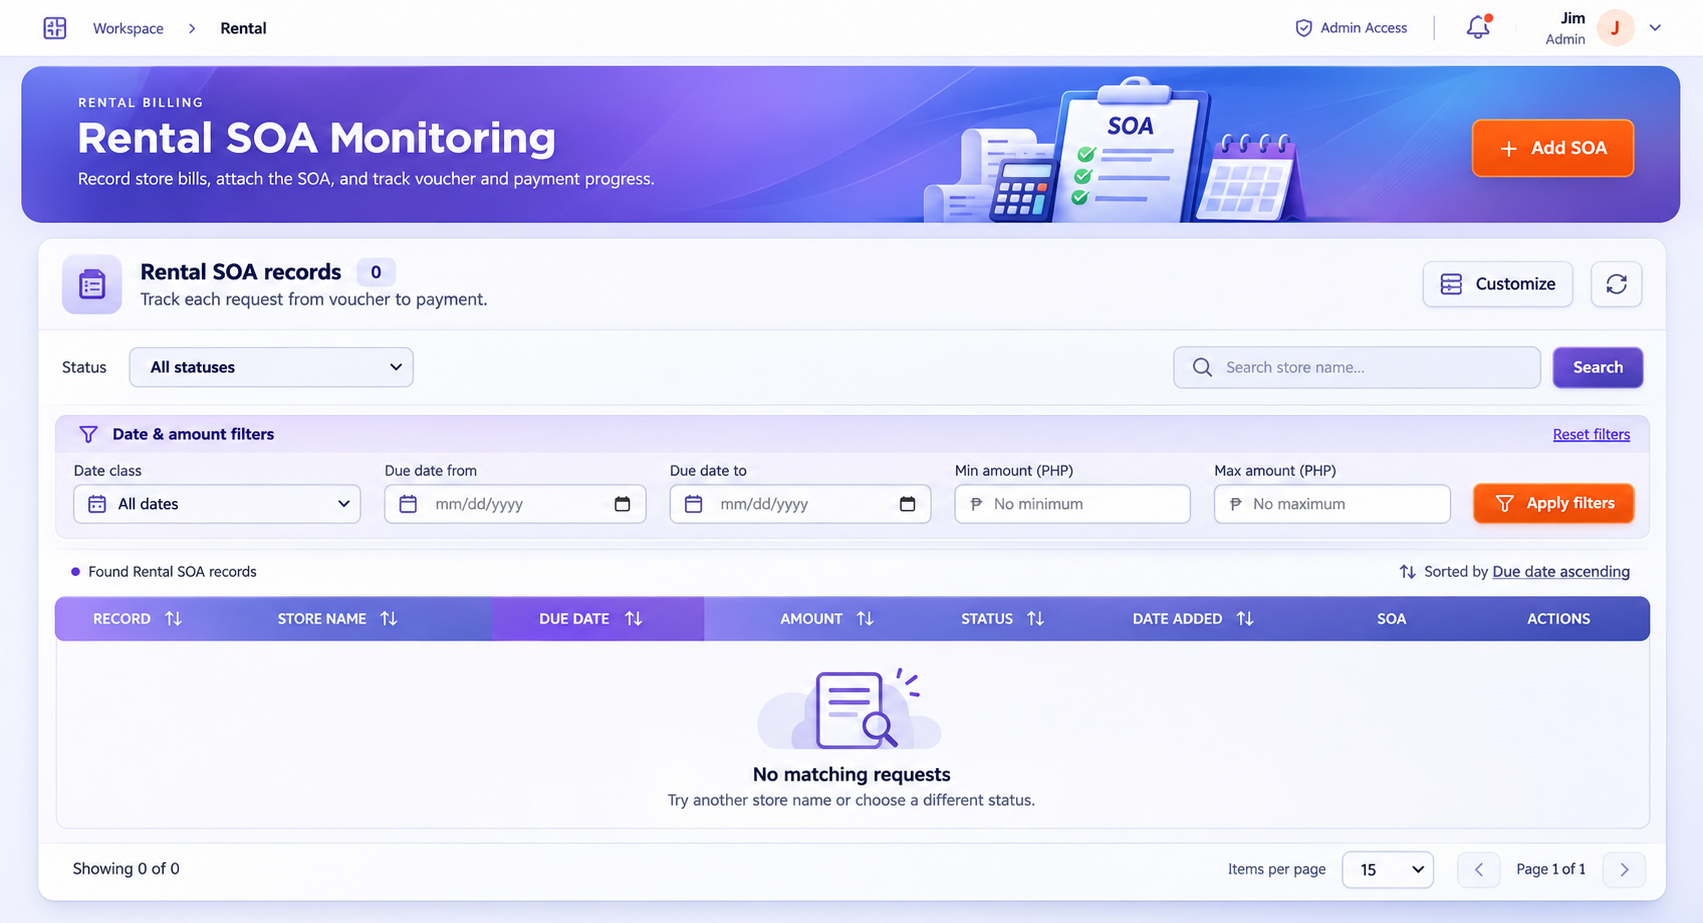 Workspace > Rental
Admin Access
Jim
Admin
J
RENTAL BILLING
Rental SOA Monitoring
Record store bills, attach the SOA, and track voucher and payment progress.
SOA
+ Add SOA
Rental SOA records 0
Track each request from voucher to payment.
Customize
Status All statuses
Search store name...
Search
Date & amount filters
Reset filters
Date class
Due date from
Due date to
Min amount (PHP)
Max amount (PHP)
All dates
mm/dd/yyyy
mm/dd/yyyy
₱ No minimum
₱ No maximum
Apply filters
Found Rental SOA records
Sorted by Due date ascending
RECORD STORE NAME DUE DATE AMOUNT STATUS DATE ADDED SOA ACTIONS
No matching requests
Try another store name or choose a different status.
Showing 0 of 0
Items per page 15
Page 1 of 1